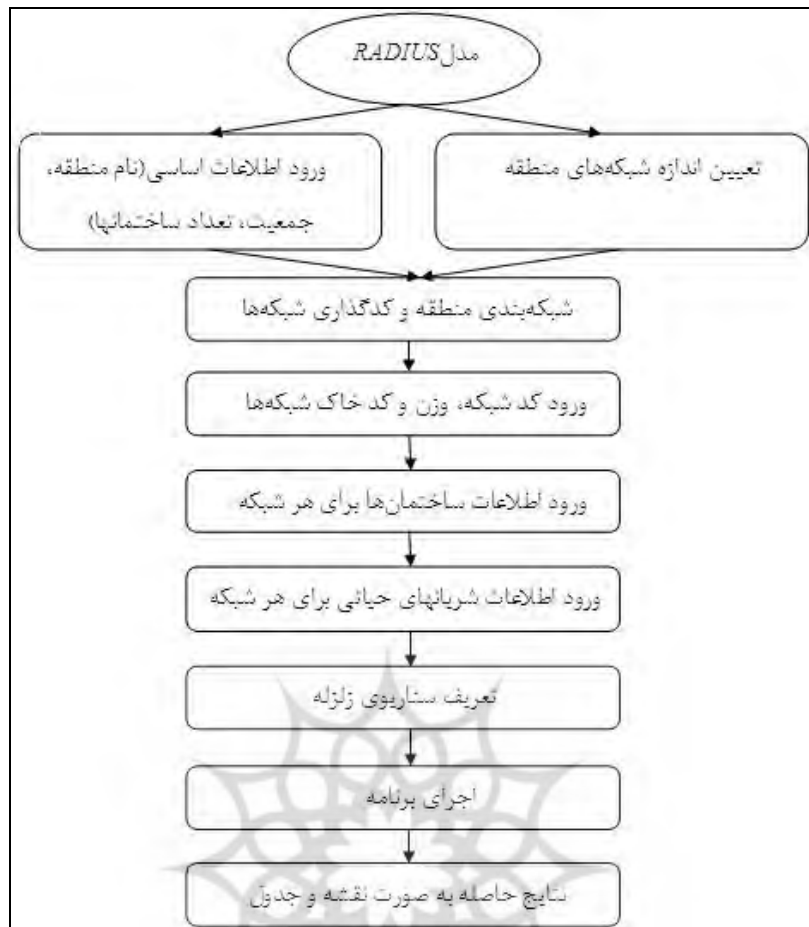 مدل RADIUS
تعیین اندازه شبکه‌های منطقه
ورود اطلاعات اساسی(نام منطقه،
جمعیت، تعداد ساختمانها)
شبکه‌بندی منطقه و کدگذاری شبکه‌ها
ورود کد شبکه، وزن و کد خاک شبکه‌ها
ورود اطلاعات ساختمان‌ها برای هر شبکه
ورود اطلاعات شریانهای حیاتی برای هر شبکه
تعریف سناریوی زلزله
اجرای برنامه
نتایج حاصله به صورت نقشه و جدول